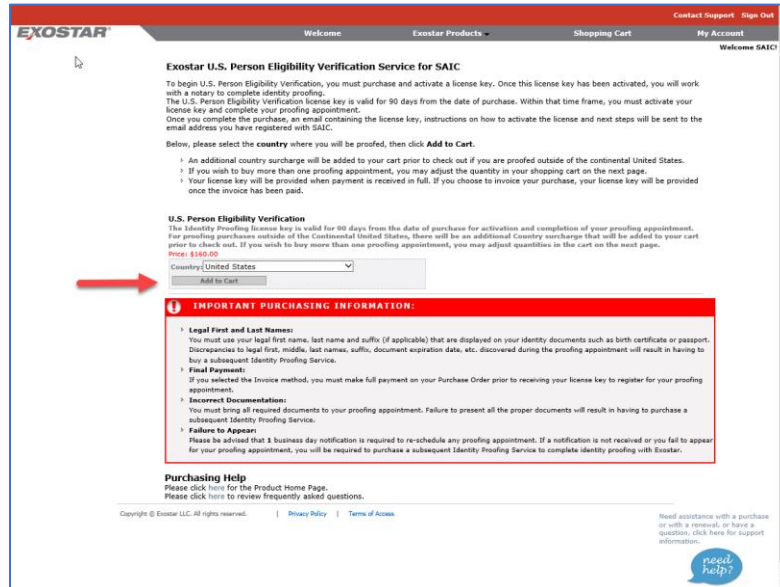 Contact Support Sign Out
EXOSTAR
Welcome Exostar Products Shopping Cart My Account
Welcome SAIC!
Exostar U.S. Person Eligibility Verification Service for SAIC
To begin U.S. Person Eligibility Verification, you must purchase and activate a license key. Once this license key has been activated, you will work
with a notary to complete identity proofing.
The U.S. Person Eligibility Verification license key is valid for 90 days from the date of purchase. Within that time frame, you must activate your
license key and complete your proofing appointment.
Once you complete the purchase, an email containing the license key, instructions on how to activate the license and next steps will be sent to the
email address you have registered with SAIC.
Below, please select the country where you will be proofed, then click Add to Cart.
An additional country surcharge will be added to your cart prior to check out if you are proofed outside of the continental United States.
If you wish to buy more than one proofing appointment, you may adjust the quantity in your shopping cart on the next page.
Your license key will be provided when payment is received in full. If you choose to invoice your purchase, your license key will be provided
once the invoice has been paid.
U.S. Person Eligibility Verification
The Identity Proofing license key is valid for 90 days from the date of purchase for activation and completion of your proofing appointment.
For proofing purchases outside of the Continental United States, there will be an additional Country surcharge that will be added to your cart
prior to check out. If you wish to buy more than one proofing appointment, you may adjust quantities in the cart on the next page.
Price: $160.00
Country: United States
Add to Cart
IMPORTANT PURCHASING INFORMATION:
Legal First and Last Names:
You must use your legal first name, last name and suffix (if applicable) that are displayed on your identity documents such as birth certificate or passport.
Discrepancies to legal first, middle, last names, suffix, document expiration date, etc. discovered during the proofing appointment will result in having to
buy a subsequent Identity Proofing Service.
Final Payment:
If you selected the Invoice method, you must make full payment on your Purchase Order prior to receiving your license key to register for your proofing
appointment.
Incorrect Documentation:
You must bring all required documents to your proofing appointment. Failure to present all the proper documents will result in having to purchase a
subsequent Identity Proofing Service.
Failure to Appear:
Please be advised that 1 business day notification is required to re-schedule any proofing appointment. If a notification is not received or you fail to appear
for your proofing appointment, you will be required to purchase a subsequent Identity Proofing Service to complete identity proofing with Exostar.
Purchasing Help
Please click here for the Product Home Page.
Please click here to review frequently asked questions.
Copyright © Exostar LLC. All rights reserved. | Privacy Policy | Terms of Access
Need assistance with a purchase
or with a renewal, or have a
question, click here for support
information.
need
help?